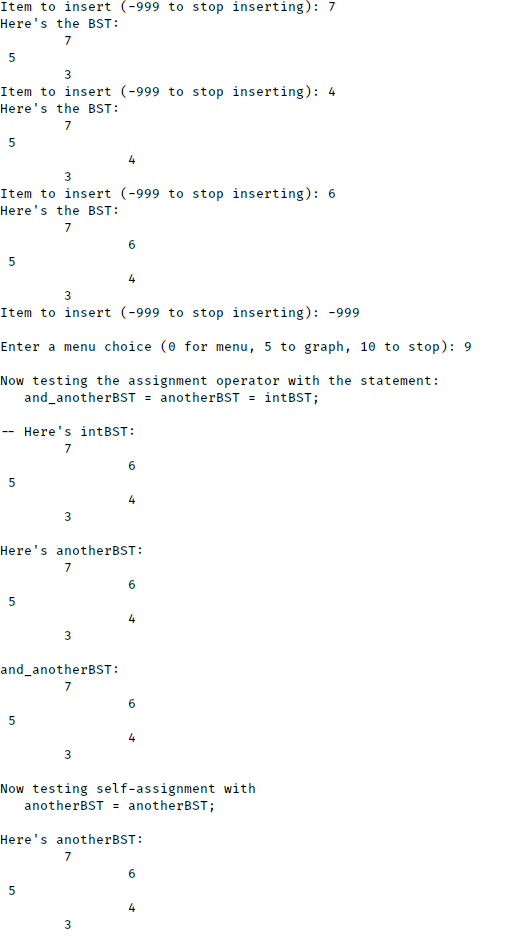 Item to insert (-999 to stop inserting): 7
Here's the BST:
        7
 5
        3
Item to insert (-999 to stop inserting): 4
Here's the BST:
        7
 5
                4
        3
Item to insert (-999 to stop inserting): 6
Here's the BST:
        7
                6
 5
                4
        3
Item to insert (-999 to stop inserting): -999

Enter a menu choice (0 for menu, 5 to graph, 10 to stop): 9

Now testing the assignment operator with the statement:
   and_anotherBST = anotherBST = intBST;

-- Here's intBST:
        7
                6
 5
                4
        3

Here's anotherBST:
        7
                6
 5
                4
        3

and_anotherBST:
        7
                6
 5
                4
        3

Now testing self-assignment with
   anotherBST = anotherBST;

Here's anotherBST:
        7
                6
 5
                4
        3